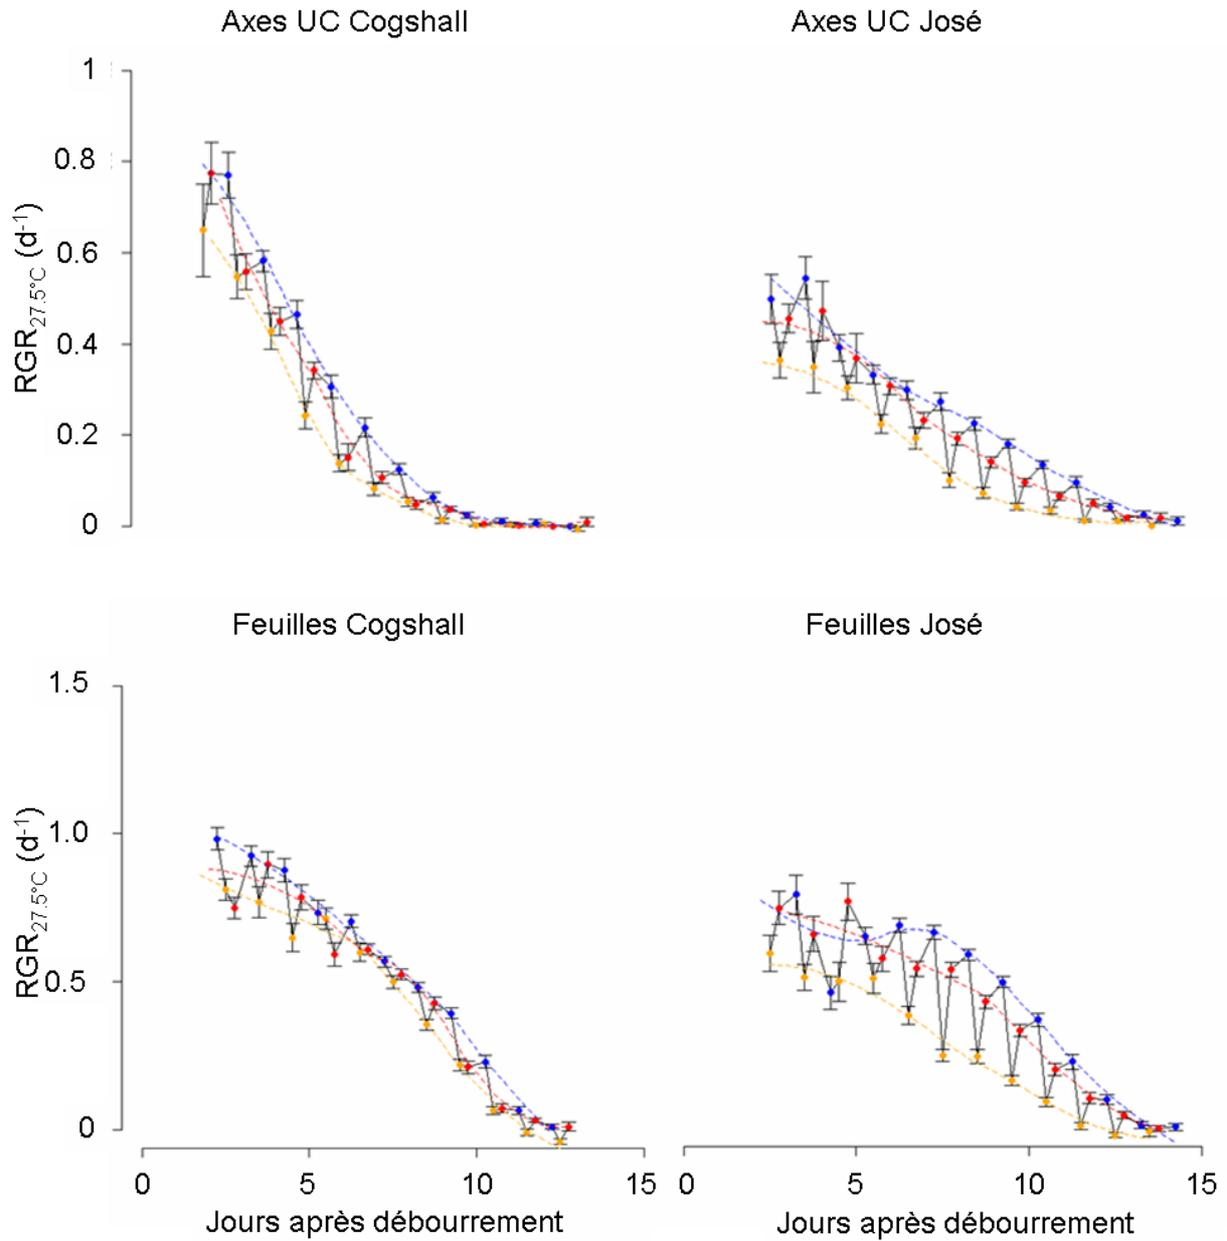 Axes UC Cogshall
Axes UC José
1
0.8
0.6
0.4
0.2
0
RGR27.5°C (d-1)
Feuilles Cogshall
Feuilles José
1.5
1.0
0.5
0
RGR27.5°C (d-1)
0 5 10 15
0 5 10 15
Jours après débourrement
Jours après débourrement